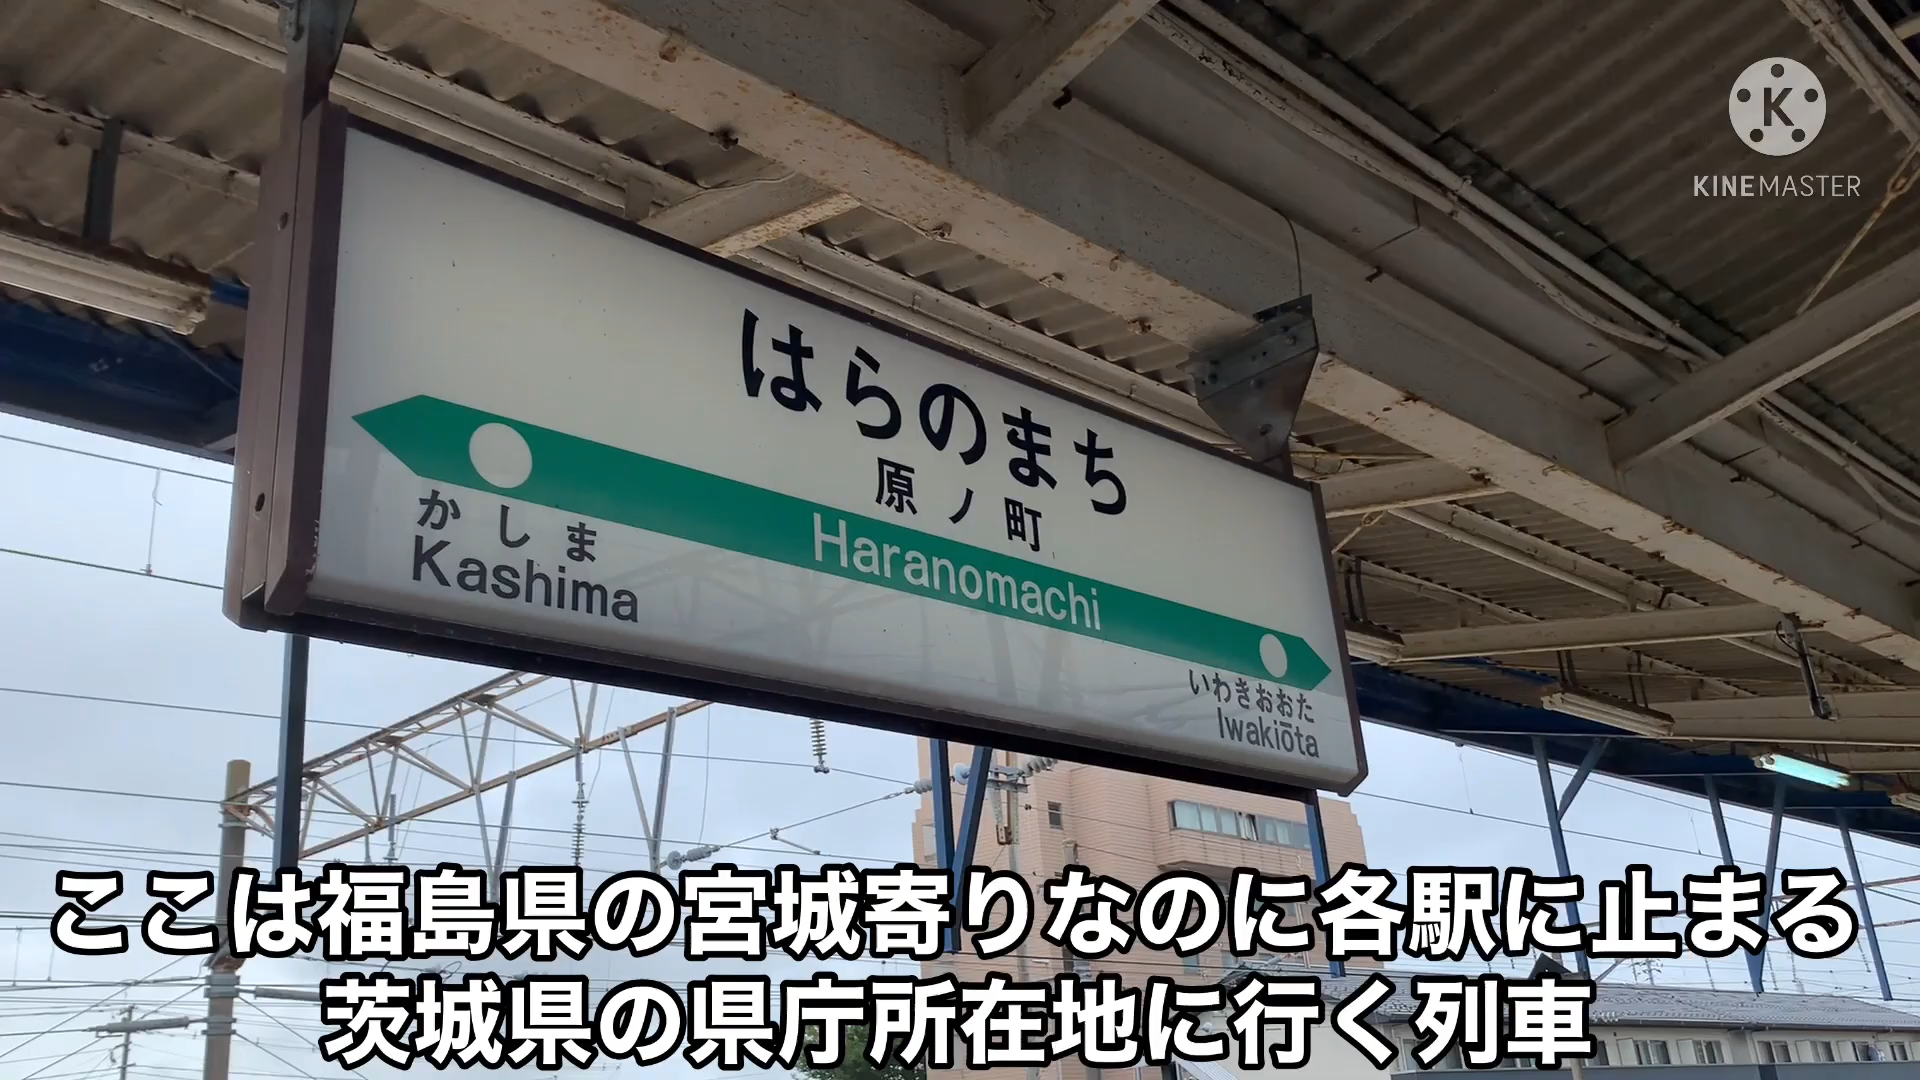 K
KINEMASTER
はらのまち
原ノ町
Haranomachi
かしま
Kashima
いわきおおた
Iwakiōta
ここは福島県の宮城寄りなのに各駅に止まる
茨城県の県庁所在地に行く列車